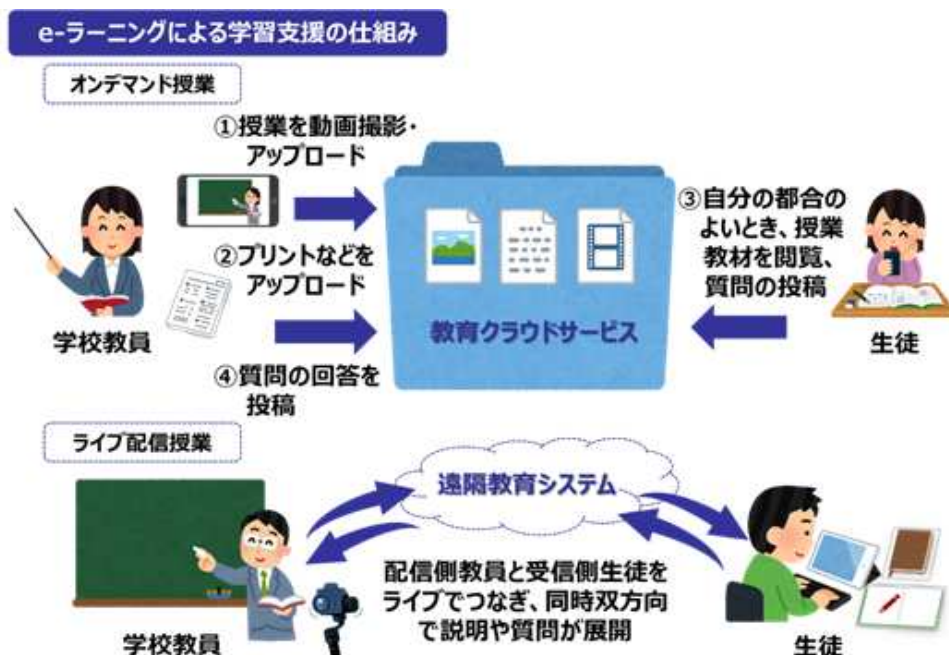 e-ラーニングによる学習支援の仕組み
オンデマンド授業
①授業を動画撮影・
アップロード
②プリントなどを
アップロード
学校教員
④質問の回答を
投稿
教育クラウドサービス
③自分の都合の
よいとき、授業
教材を閲覧、
質問の投稿
生徒
ライブ配信授業
遠隔教育システム
配信側教員と受信側生徒を
ライブでつなぎ、同時双方向
で説明や質問が展開
学校教員
生徒